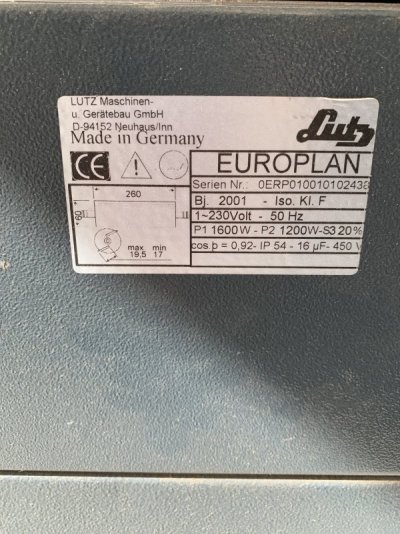 LUTZ Maschinen-
u. Gerätebau GmbH
D-94152 Neuhaus/Inn
Made in Germany
Lutz
CE
EUROPLAN
Serien Nr.: 0ERP010010102438
260
60
max min
19,5 17
Bj. 2001 - Iso. Kl. F
1~230Volt - 50 Hz
P1 1600W - P2 1200W-S3 20%
cos þ = 0,92- IP 54 - 16 µF- 450 V